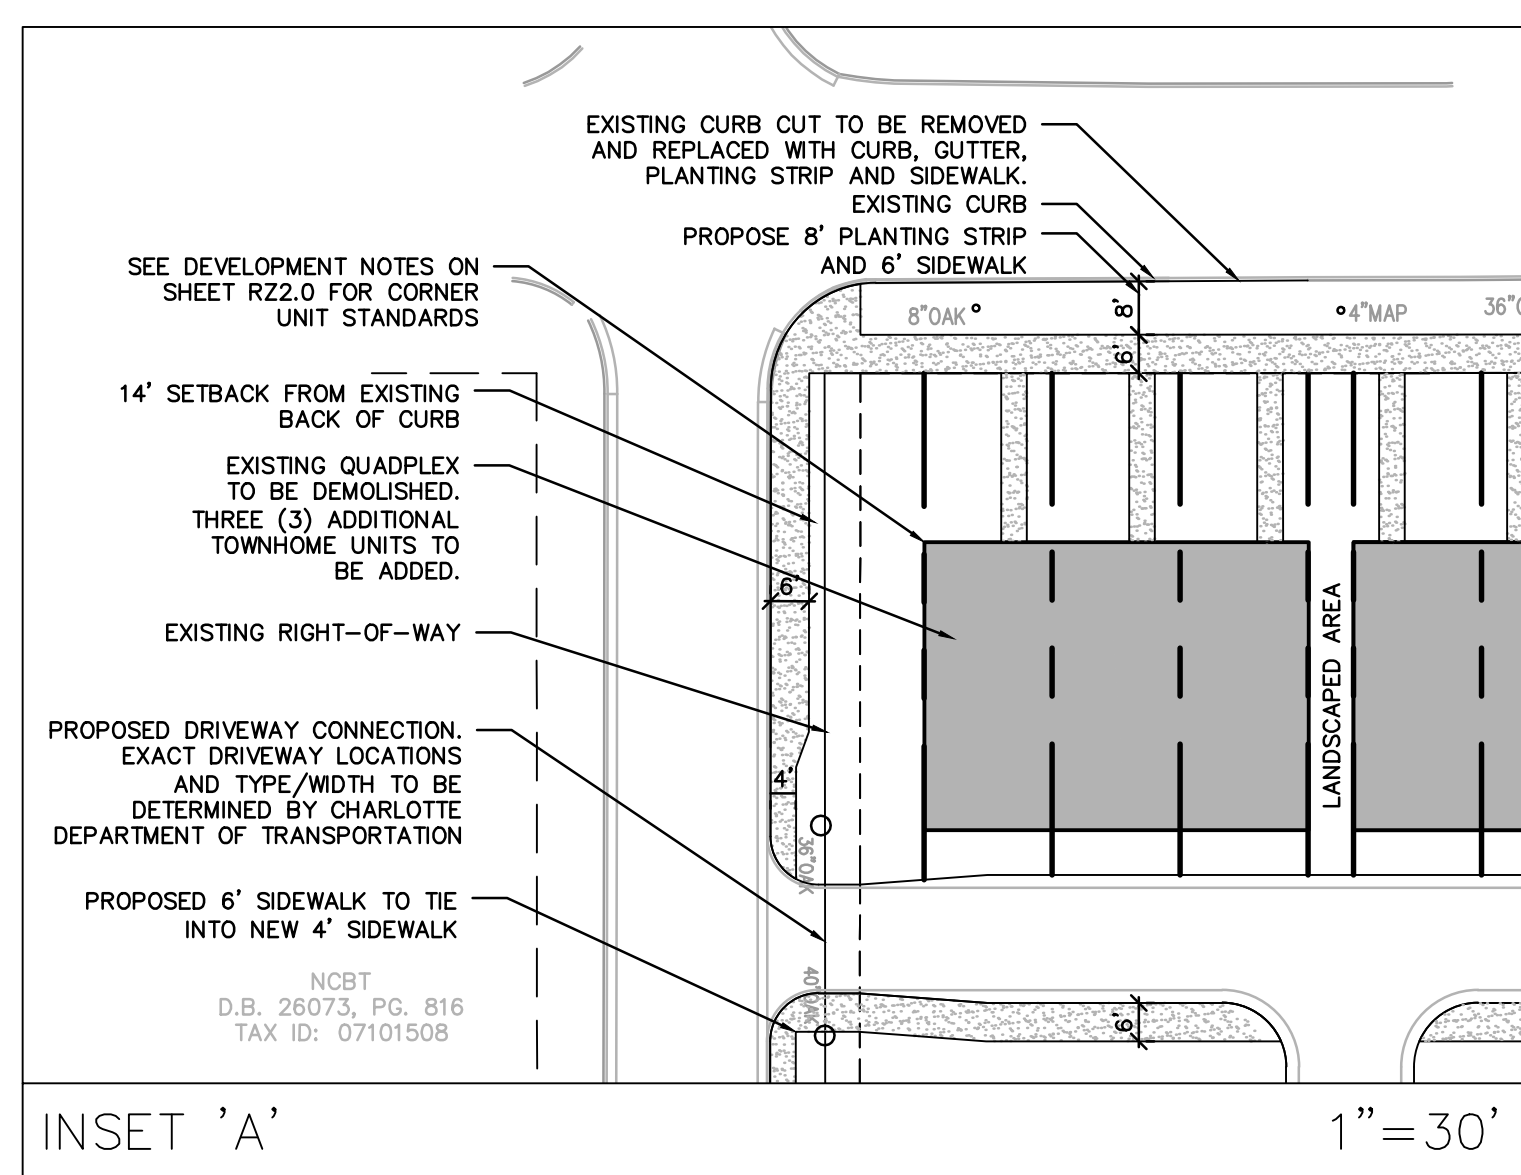 EXISTING CURB CUT TO BE REMOVED
AND REPLACED WITH CURB, GUTTER,
PLANTING STRIP AND SIDEWALK.
EXISTING CURB
PROPOSE 8' PLANTING STRIP
AND 6' SIDEWALK
SEE DEVELOPMENT NOTES ON
SHEET RZ2.0 FOR CORNER
UNIT STANDARDS
8"OAK
8'
4"MAP
36"O
6'
14' SETBACK FROM EXISTING
BACK OF CURB
EXISTING QUADPLEX
TO BE DEMOLISHED.
THREE (3) ADDITIONAL
TOWNHOME UNITS TO
BE ADDED.
6'
EXISTING RIGHT-OF-WAY
LANDSCAPED AREA
PROPOSED DRIVEWAY CONNECTION.
EXACT DRIVEWAY LOCATIONS
AND TYPE/WIDTH TO BE
DETERMINED BY CHARLOTTE
DEPARTMENT OF TRANSPORTATION
4'
36"OAK
PROPOSED 6' SIDEWALK TO TIE
INTO NEW 4' SIDEWALK
40"OAK
6'
NCBT
D.B. 26073, PG. 816
TAX ID: 07101508
INSET 'A'
1"=30'